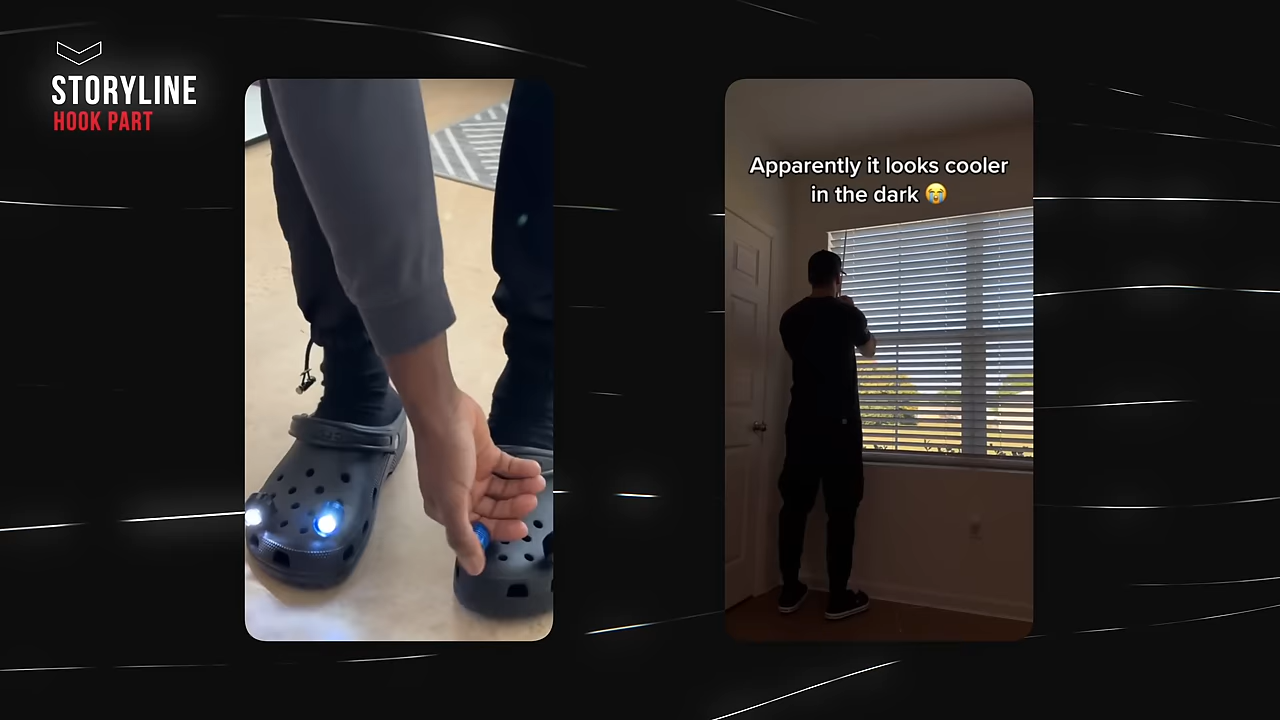 STORYLINE
HOOK PART
Apparently it looks cooler
in the dark 😭